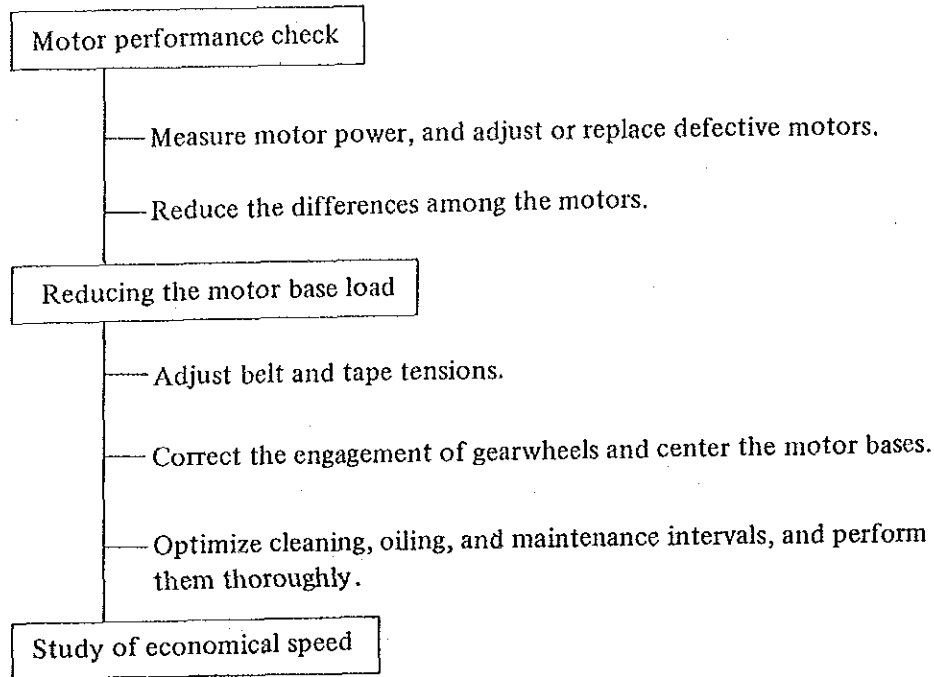 Motor performance check
Measure motor power, and adjust or replace defective motors.
Reduce the differences among the motors.
Reducing the motor base load
Adjust belt and tape tensions.
Correct the engagement of gearwheels and center the motor bases.
Optimize cleaning, oiling, and maintenance intervals, and perform
them thoroughly.
Study of economical speed